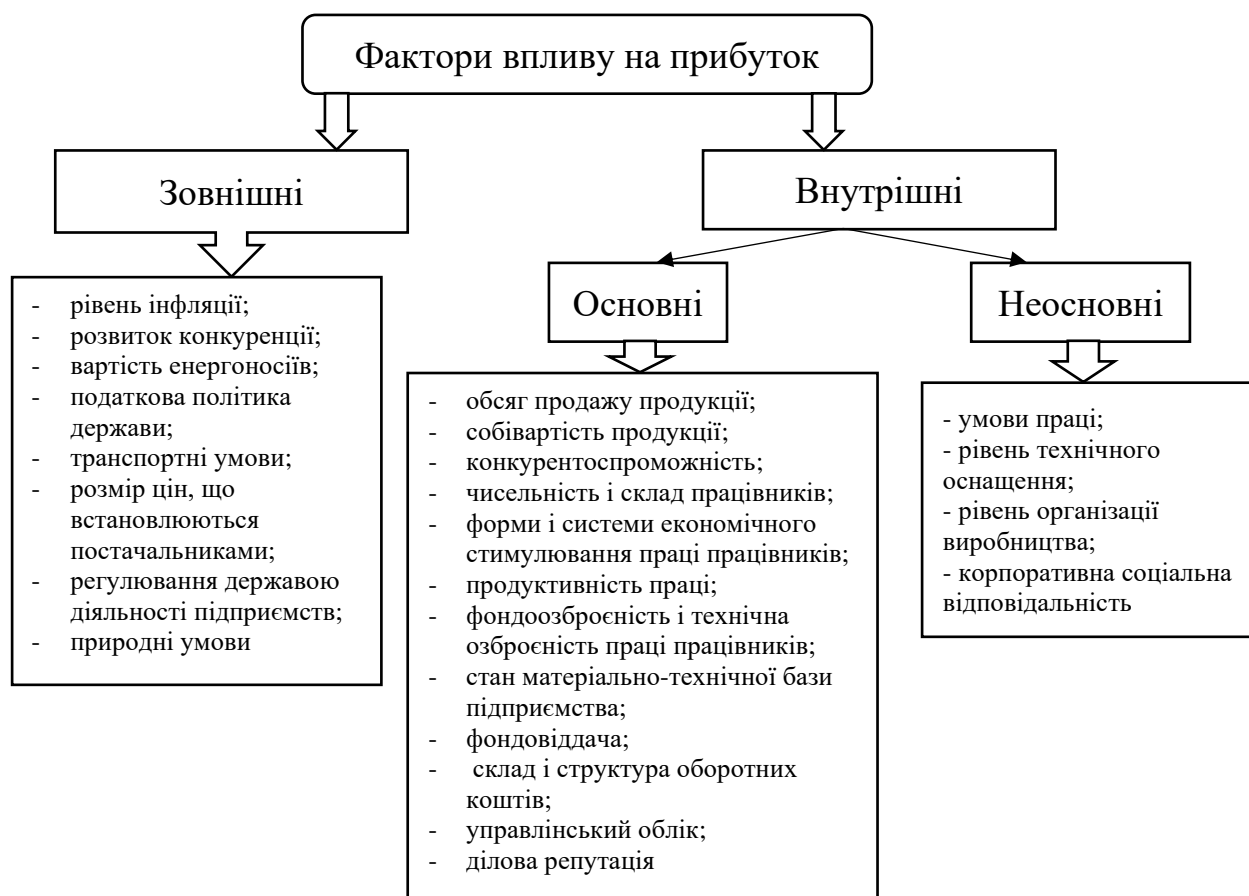 Фактори впливу на прибуток
Зовнішні
- рівень інфляції;
- розвиток конкуренції;
- вартість енергоносіїв;
- податкова політика
держави;
- транспортні умови;
- розмір цін, що
встановлюються
постачальниками;
- регулювання державою
діяльності підприємств;
- природні умови
Внутрішні
Основні
- обсяг продажу продукції;
- собівартість продукції;
- конкурентоспроможність;
- чисельність і склад працівників;
- форми і системи економічного
стимулювання праці працівників;
- продуктивність праці;
- фондоозброєність і технічна
озброєність праці працівників;
- стан матеріально-технічної бази
підприємства;
- фондовіддача;
- склад і структура оборотних
коштів;
- управлінський облік;
- ділова репутація
Неосновні
- умови праці;
- рівень технічного
оснащення;
- рівень організації
виробництва;
- корпоративна соціальна
відповідальність